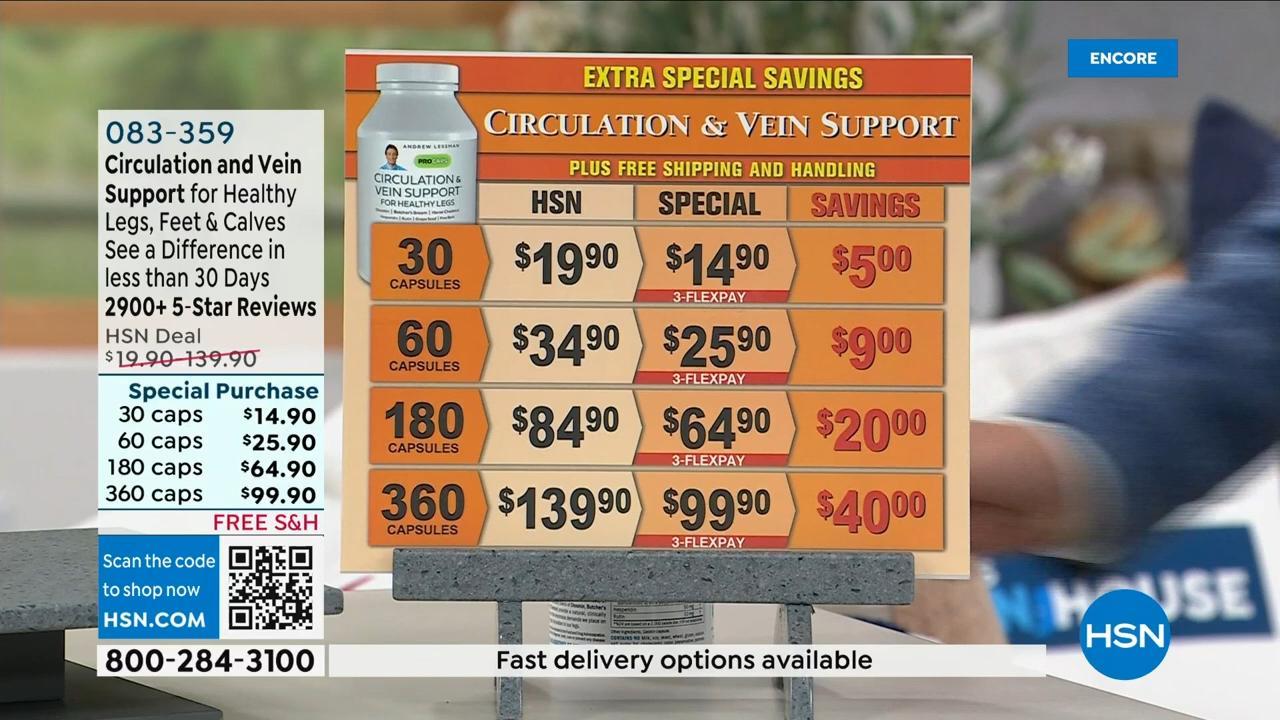 ENCORE
083-359
Circulation and Vein
Support for Healthy
Legs, Feet & Calves
See a Difference in
less than 30 Days
2900+ 5-Star Reviews
HSN Deal
$19.90-139.90
Special Purchase
30 caps $14.90
60 caps $25.90
180 caps $64.90
360 caps $99.90
FREE S&H
Scan the code
to shop now
HSN.COM
800-284-3100
Fast delivery options available
EXTRA SPECIAL SAVINGS
CIRCULATION & VEIN SUPPORT
PLUS FREE SHIPPING AND HANDLING
ANDREW LESSMAN
PROCAPS
CIRCULATION &
VEIN SUPPORT
FOR HEALTHY LEGS
HSN SPECIAL SAVINGS
30 CAPSULES $19.90 $14.90 3-FLEXPAY $5.00
60 CAPSULES $34.90 $25.90 3-FLEXPAY $9.00
180 CAPSULES $84.90 $64.90 3-FLEXPAY $20.00
360 CAPSULES $139.90 $99.90 3-FLEXPAY $40.00
HOUSE
HSN